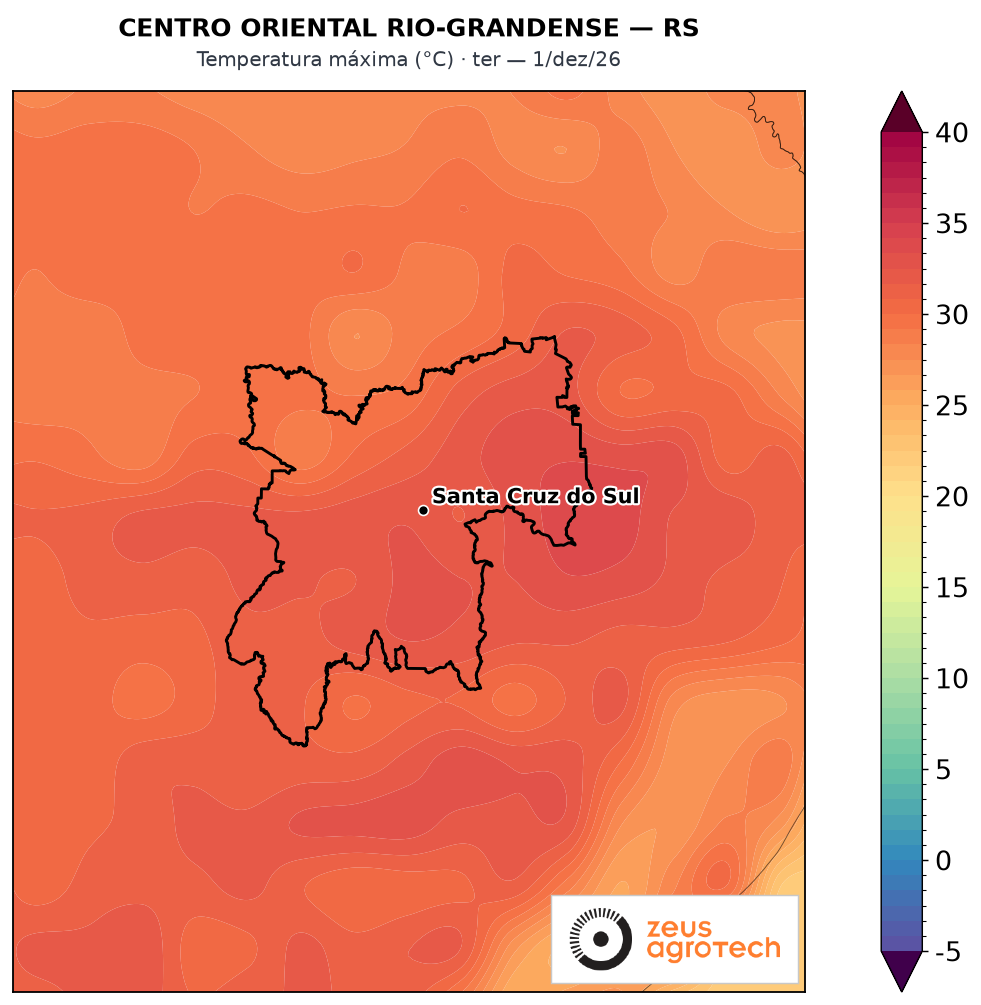 CENTRO ORIENTAL RIO-GRANDENSE — RS
Temperatura máxima (°C) · ter — 1/dez/26
40
35
30
25
20
15
10
5
0
-5
Santa Cruz do Sul
zeus
agrotech